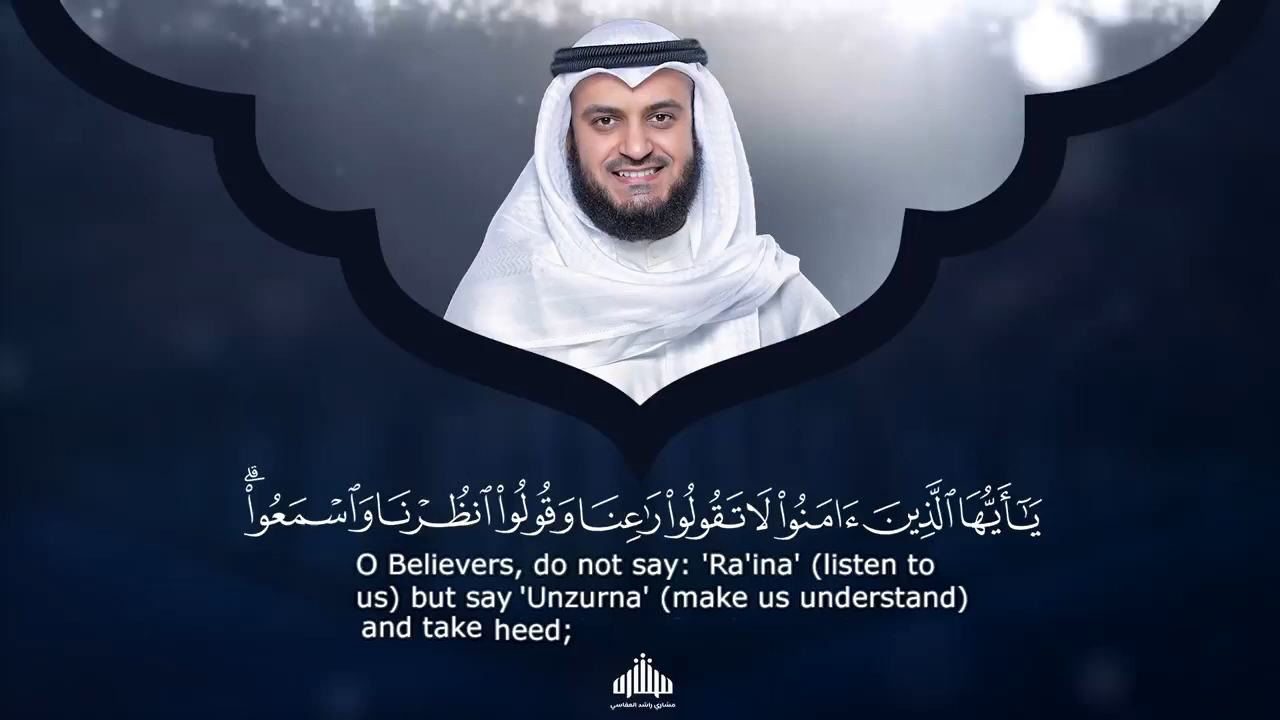 يَـٰٓأَيُّهَا ٱلَّذِينَ ءَامَنُوا۟ لَا تَقُولُوا۟ رَٰعِنَا وَقُولُوا۟ ٱنظُرْنَا وَٱسْمَعُوا۟ ۗ
O Believers, do not say: 'Ra'ina' (listen to
us) but say 'Unzurna' (make us understand)
and take heed;
مشاري راشد العفاسي